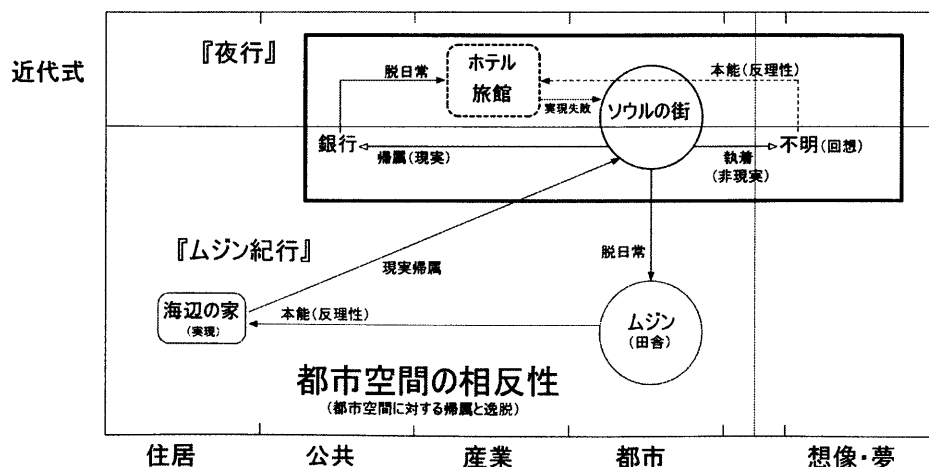 近代式
『夜行』
ホテル
旅館
脱日常
本能(反理性)
実現失敗
ソウルの街
銀行
帰属(現実)
執着
(非現実)
不明(回想)
『ムジン紀行』
現実帰属
脱日常
海辺の家
(実現)
本能(反理性)
ムジン
(田舎)
都市空間の相反性
(都市空間に対する帰属と逸脱)
住居
公共
産業
都市
想像・夢